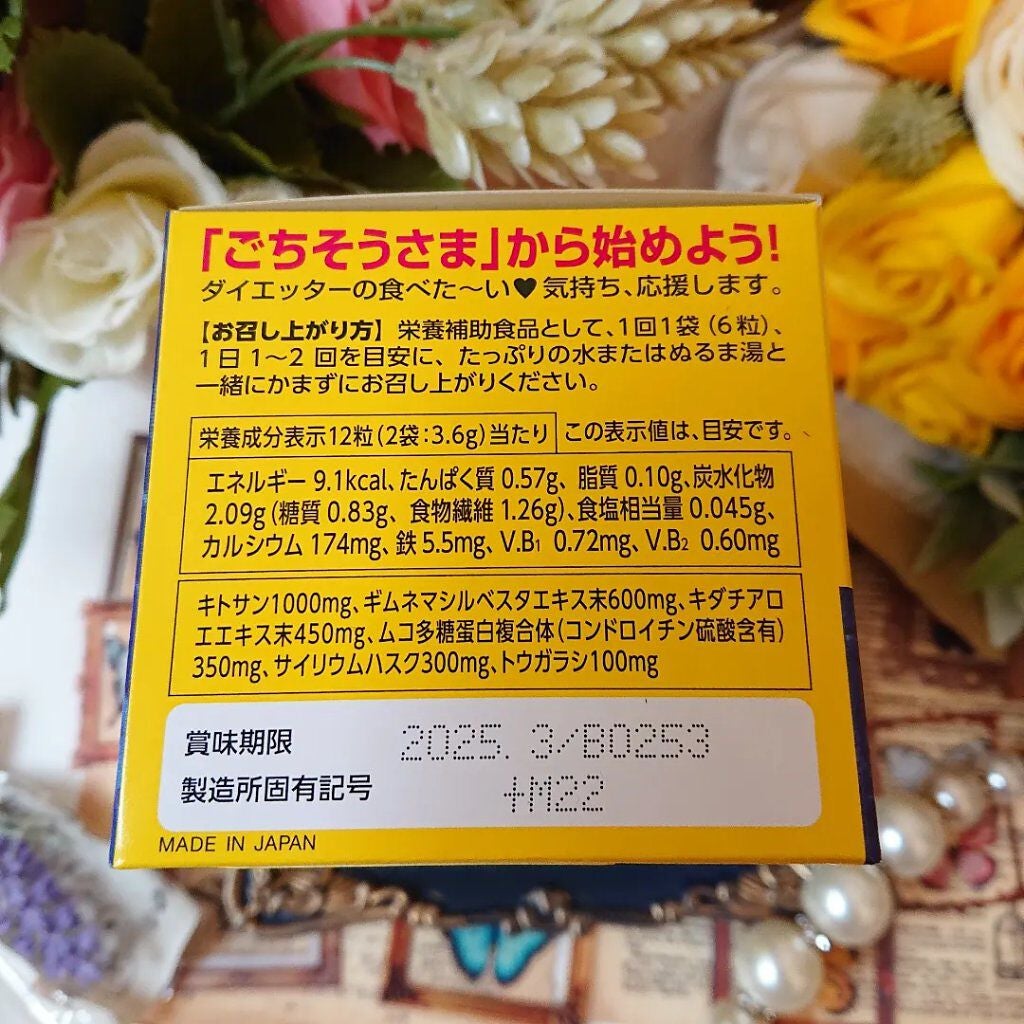 「ごちそうさま」から始めよう!
ダイエッターの食べた〜い♥気持ち、応援します。
【お召し上がり方】栄養補助食品として、1回1袋(6粒)、
1日1〜2回を目安に、たっぷりの水またはぬるま湯と
一緒にかまずにお召し上がりください。
栄養成分表示12粒(2袋:3.6g)当たり この表示値は、目安です。
エネルギー 9.1kcal、たんぱく質 0.57g、脂質 0.10g、炭水化物
2.09g(糖質 0.83g、食物繊維 1.26g)、食塩相当量 0.045g、
カルシウム 174mg、鉄 5.5mg、V.B₁ 0.72mg、V.B₂ 0.60mg
キトサン1000mg、ギムネマシルベスタエキス末600mg、キダチアロ
エエキス末450mg、ムコ多糖蛋白複合体(コンドロイチン硫酸含有)
350mg、サイリウムハスク300mg、トウガラシ100mg
賞味期限 2025. 3/B0253
製造所固有記号 +M22
MADE IN JAPAN